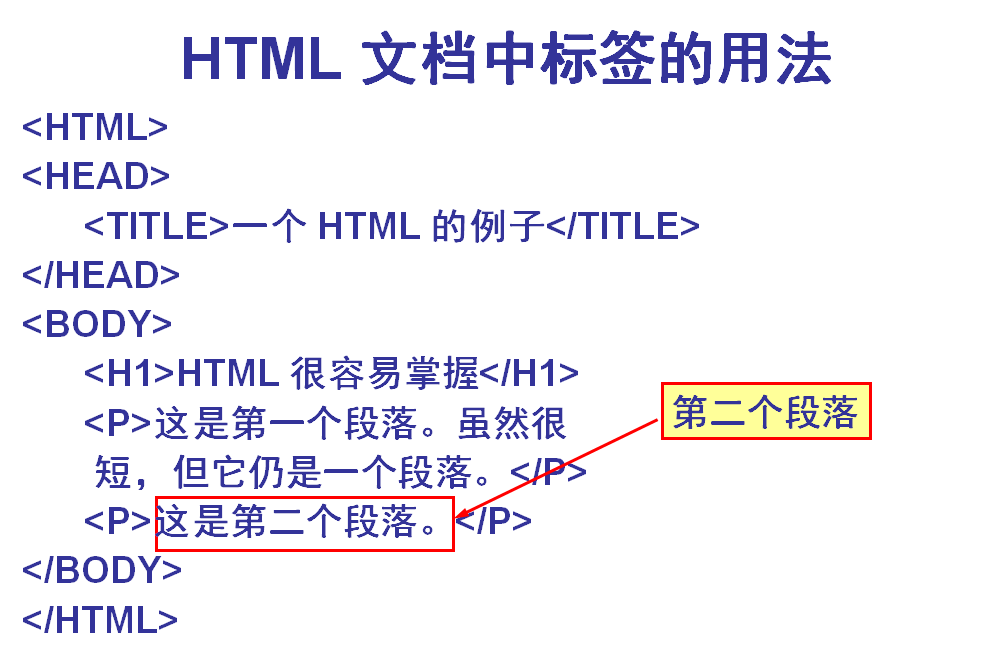 HTML 文档中标签的用法
<HTML>
<HEAD>
<TITLE>一个 HTML 的例子</TITLE>
</HEAD>
<BODY>
<H1>HTML 很容易掌握</H1>
<P>这是第一个段落。虽然很
短，但它仍是一个段落。</P>
第二个段落
<P>这是第二个段落。</P>
</BODY>
</HTML>